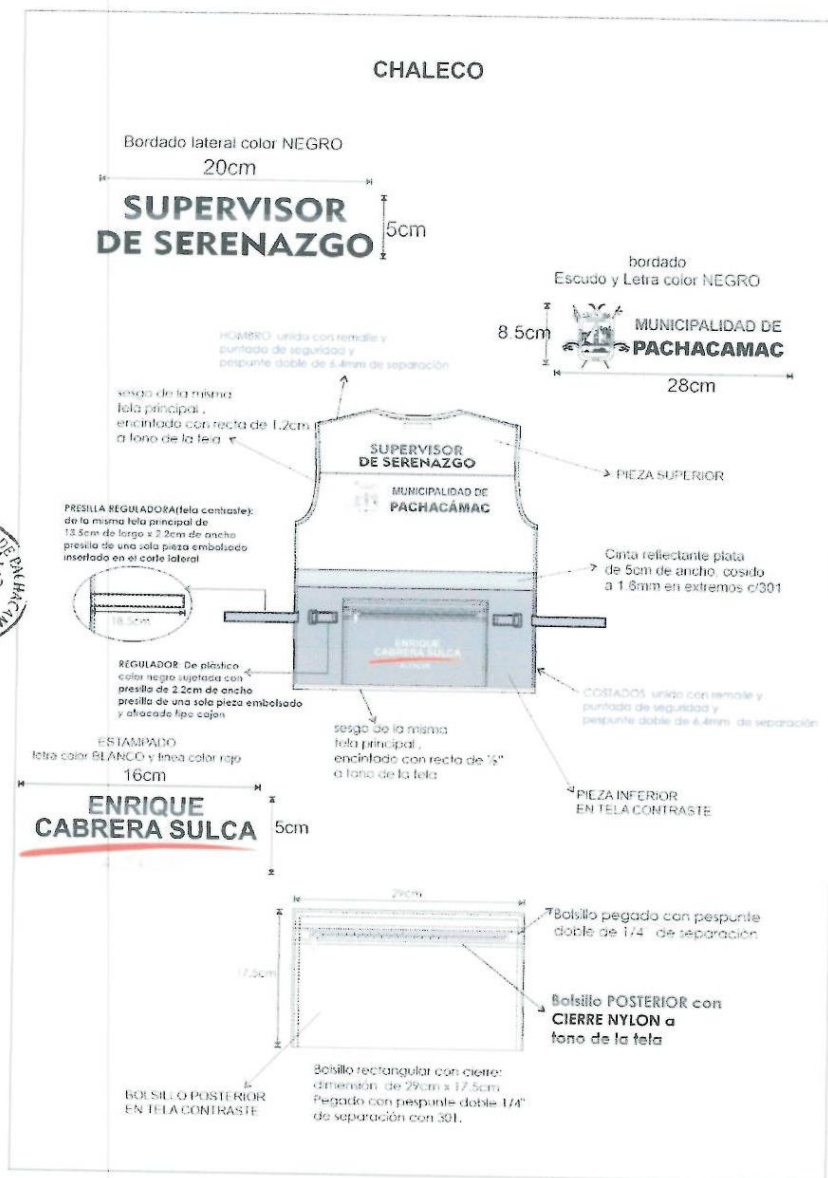 CHALECO
Bordado lateral color NEGRO
20cm
SUPERVISOR
DE SERENAZGO
5cm
bordado
Escudo y Letra color NEGRO
8.5cm
MUNICIPALIDAD DE
PACHACAMAC
28cm
HOMBRO: unido con remalle y
puntada de seguridad y
pespunte doble de 6.4mm de separación
sesgo de la misma
tela principal,
encintado con recta de 1.2cm
a tono de la tela
SUPERVISOR
DE SERENAZGO
MUNICIPALIDAD DE
PACHACÁMAC
PIEZA SUPERIOR
PRESILLA REGULADORA(tela contraste):
de la misma tela principal de
13.5cm de largo x 2.2cm de ancho
presilla de una sola pieza embolsado
insertado en el corte lateral
18.5cm
Cinta reflectante plata
de 5cm de ancho, cosido
a 1.6mm en extremos c/301
DE PACHACAM
ENRIQUE
CABRERA SULCA
REGULADOR: De plástico
color negro sujetada con
presilla de 2.2cm de ancho
presilla de una sola pieza embolsado
y atracado tipo cajon
COSTADOS: unido con remalle y
puntada de seguridad y
pespunte doble de 6.4mm de separación
sesgo de la misma
tela principal,
encintado con recta de ½"
a tono de la tela
ESTAMPADO
letra color BLANCO y linea color rojo
16cm
ENRIQUE
CABRERA SULCA
5cm
PIEZA INFERIOR
EN TELA CONTRASTE
29cm
17.5cm
Bolsillo pegado con pespunte
doble de 1/4" de separación
Bolsillo POSTERIOR con
CIERRE NYLON a
tono de la tela
BOLSILLO POSTERIOR
EN TELA CONTRASTE
Bolsillo rectangular con cierre:
dimensión de 29cm x 17.5cm
Pegado con pespunte doble 1/4"
de separación con 301.